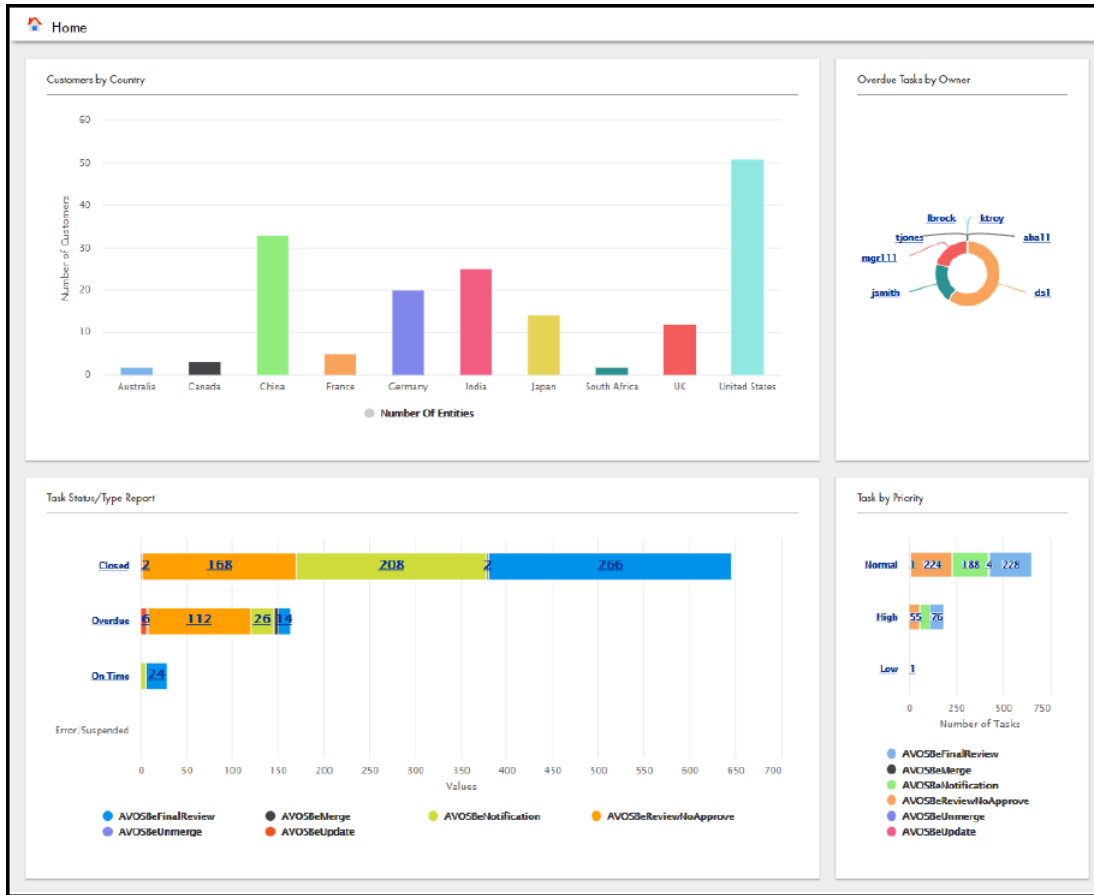 Home
Customers by Country
Number of Customers
60
50
40
30
20
10
0
Australia Canada China France Germany India Japan South Africa UK United States
Number Of Entities
Overdue Tasks by Owner
lbrock ktroy
tjones aba11
mgr111
jsmith ds1
Task Status/Type Report
Closed 2 168 208 2 266
Overdue 6 112 26 14
On Time 24
Error/Suspended
0 50 100 150 200 250 300 350 400 450 500 550 600 650 700
Values
AVOSBeFinalReview AVOSBeMerge AVOSBeNotification AVOSBeReviewNoApprove
AVOSBeUnmerge AVOSBeUpdate
Task by Priority
Normal 1 224 188 4 228
High 55 76
Low 1
0 250 500 750
Number of Tasks
AVOSBeFinalReview
AVOSBeMerge
AVOSBeNotification
AVOSBeReviewNoApprove
AVOSBeUnmerge
AVOSBeUpdate